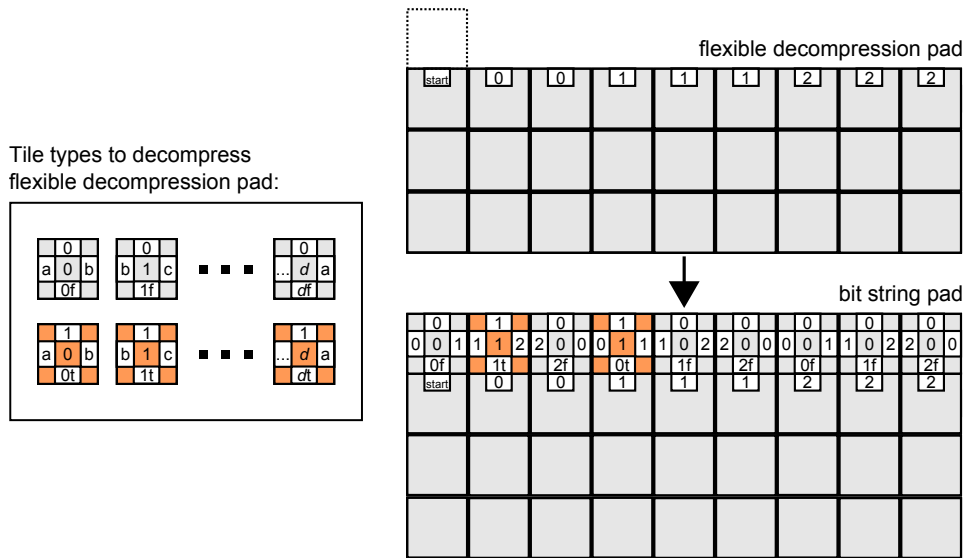 flexible decompression pad
start 0 0 1 1 1 2 2 2
Tile types to decompress
flexible decompression pad:
0 0 0
a 0 b b 1 c ... d a
0f 1f df
1 1 1
a 0 b b 1 c ... d a
0t 1t dt
bit string pad
0 1 0 1 0 0 0 0 0
0 0 1 1 1 2 2 0 0 0 1 1 1 0 2 2 0 0 0 0 1 1 0 2 2 0 0
0f 1t 2f 0t 1f 2f 0f 1f 2f
start 0 0 1 1 1 2 2 2